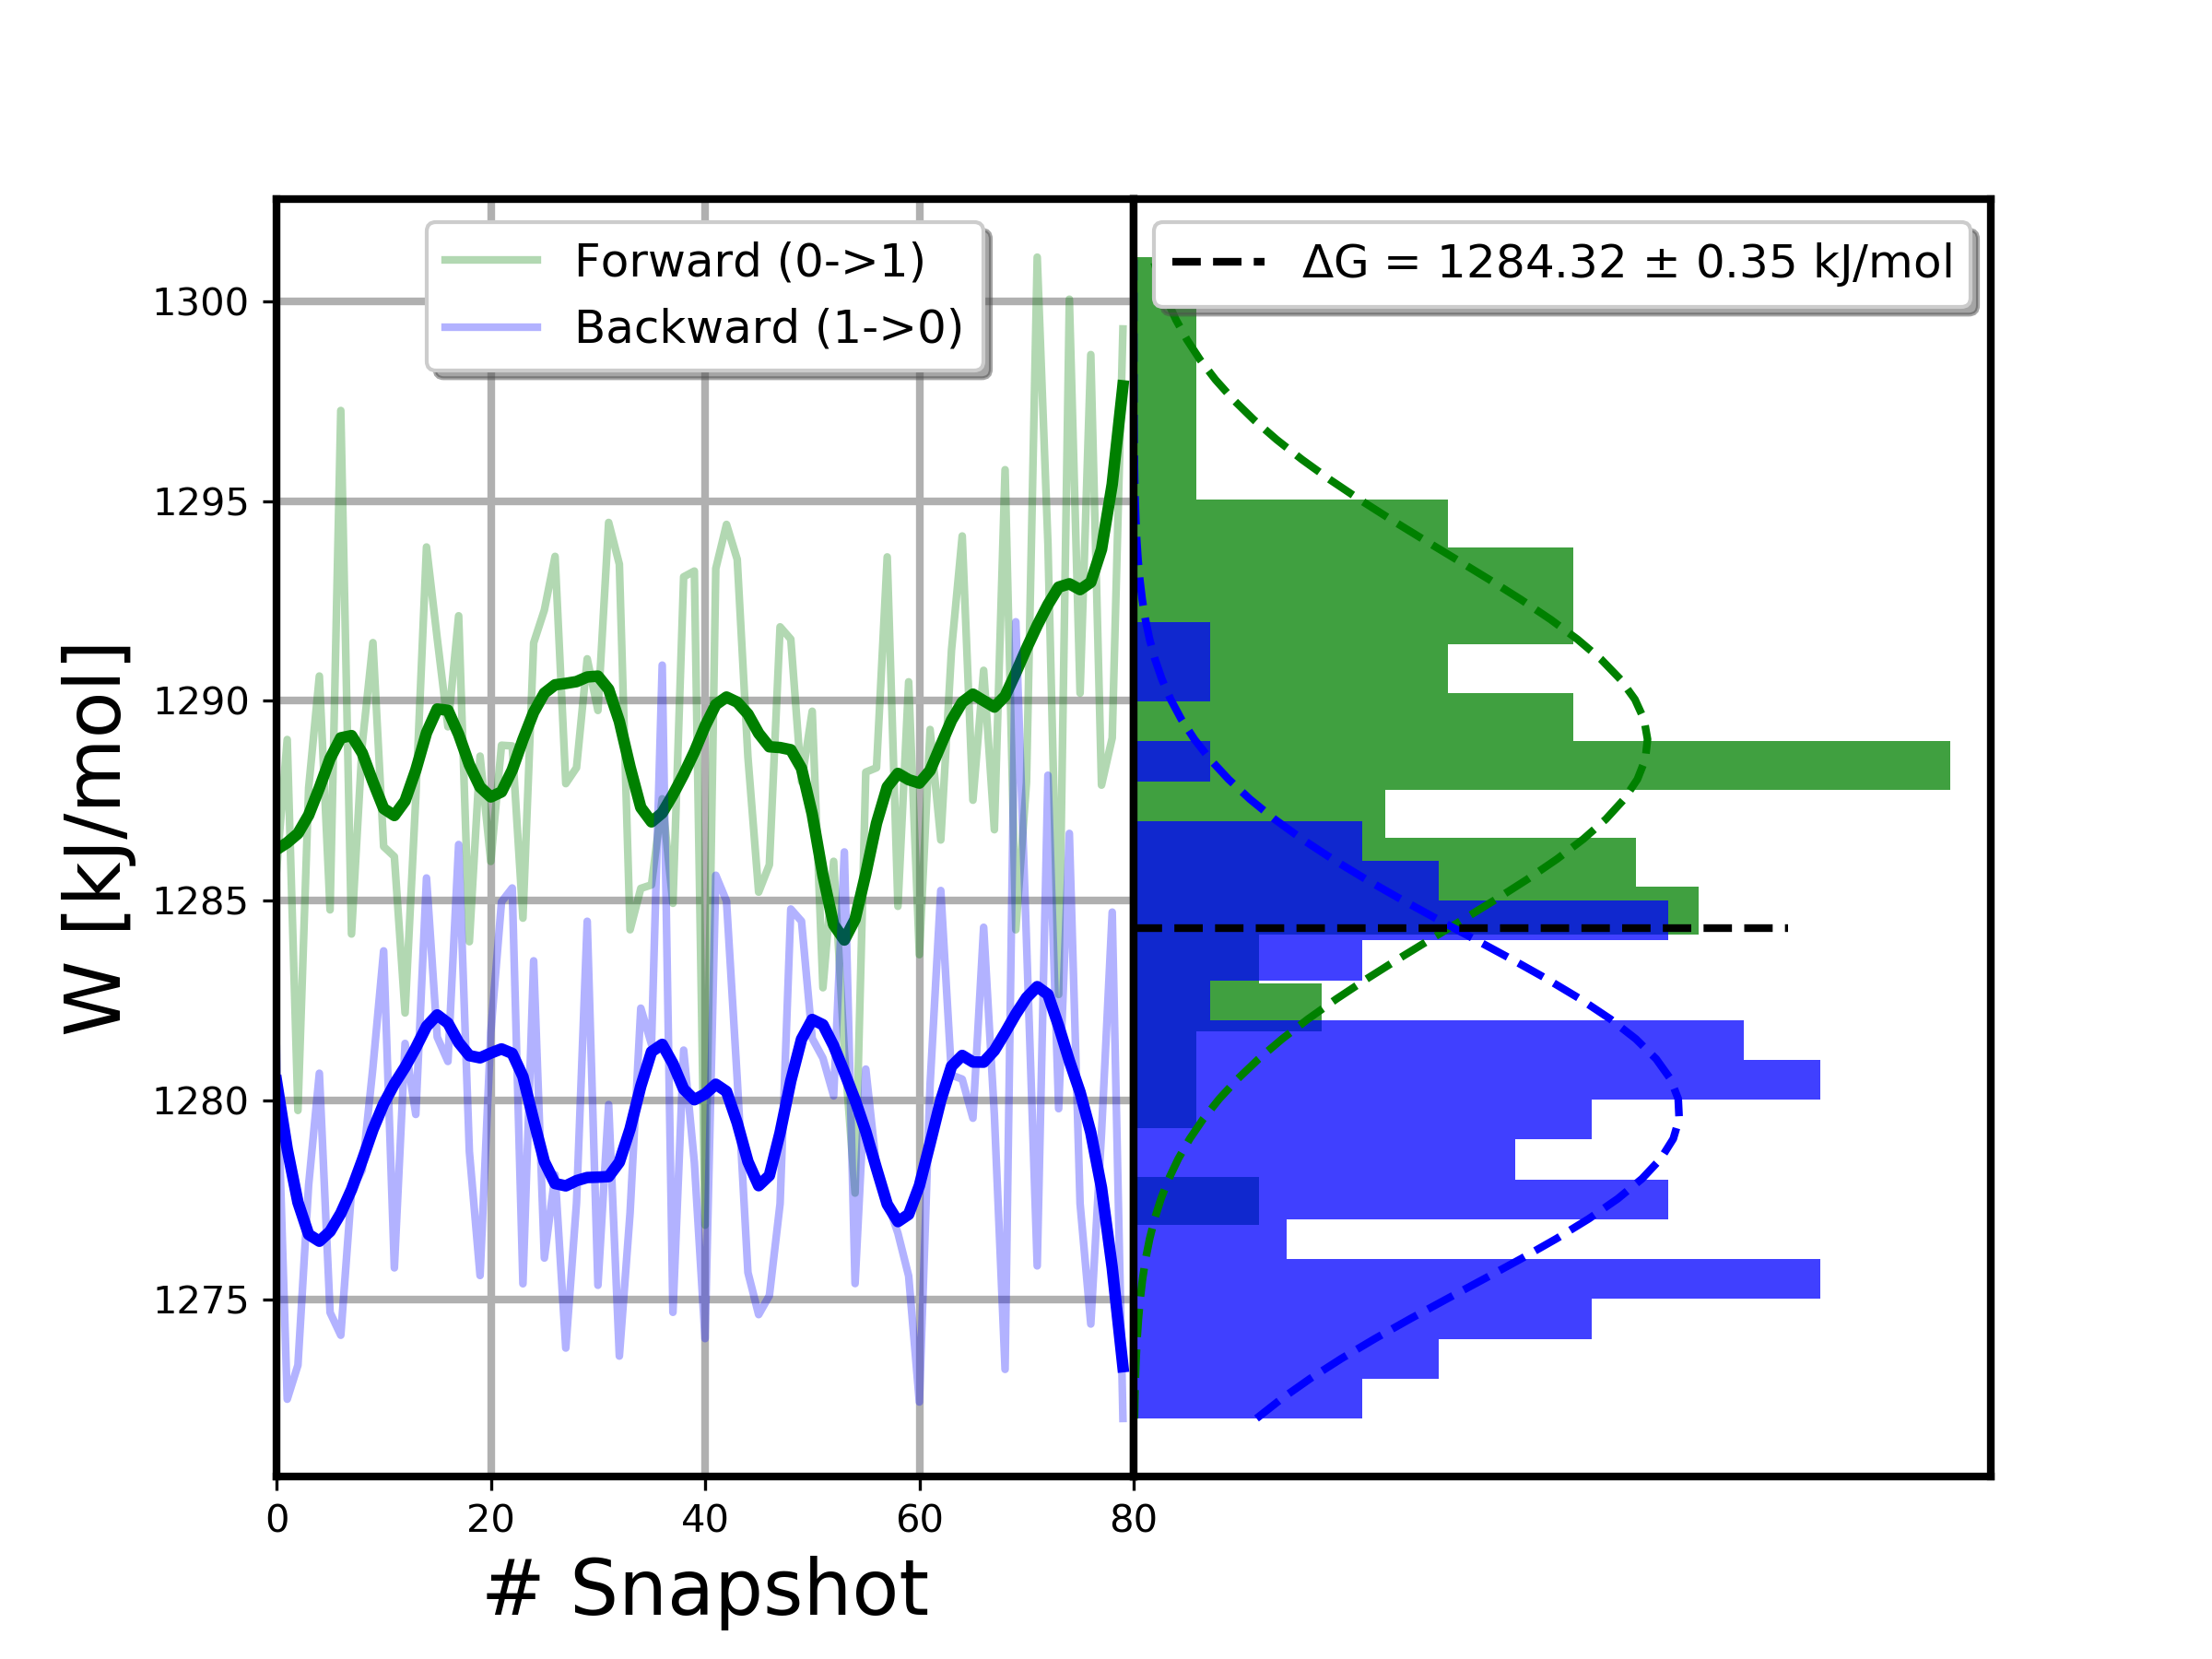 Forward (0->1)
Backward (1->0)
ΔG = 1284.32 ± 0.35 kJ/mol
W [kJ/mol]
1300
1295
1290
1285
1280
1275
0 20 40 60 80
# Snapshot